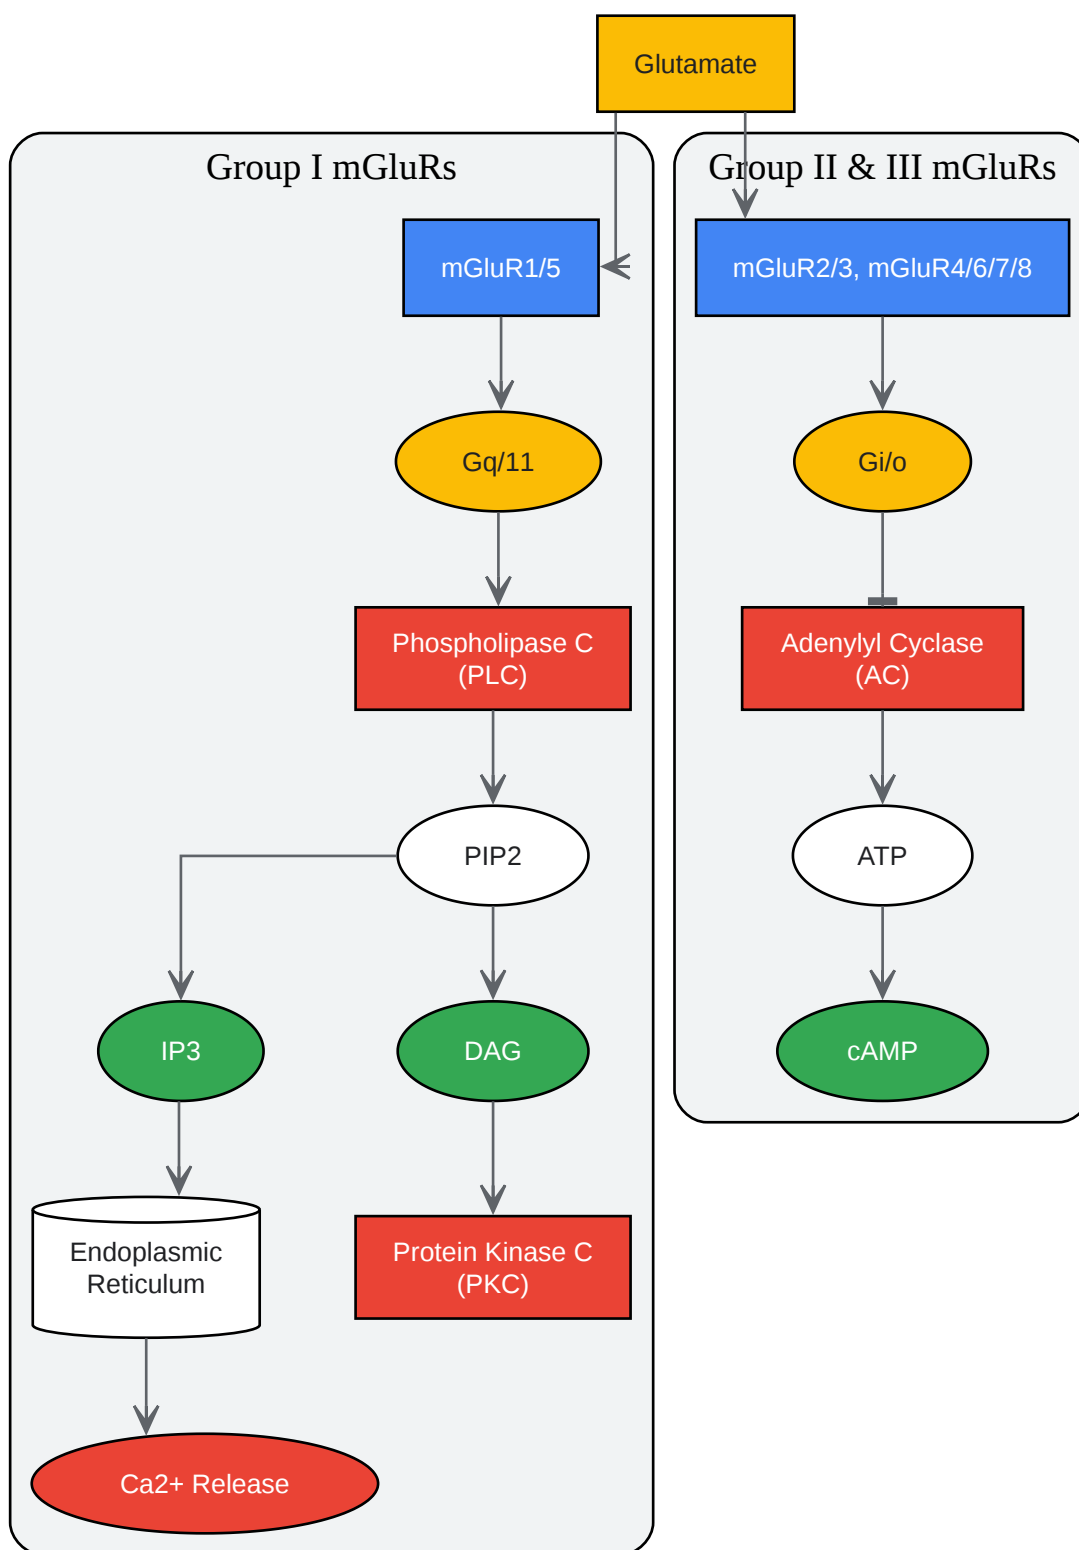 Glutamate
Group I mGluRs
Group II & III mGluRs
mGluR1/5
mGluR2/3, mGluR4/6/7/8
Gq/11
Gi/o
Phospholipase C
(PLC)
Adenylyl Cyclase
(AC)
PIP2
ATP
IP3
DAG
cAMP
Endoplasmic
Reticulum
Protein Kinase C
(PKC)
Ca2+ Release